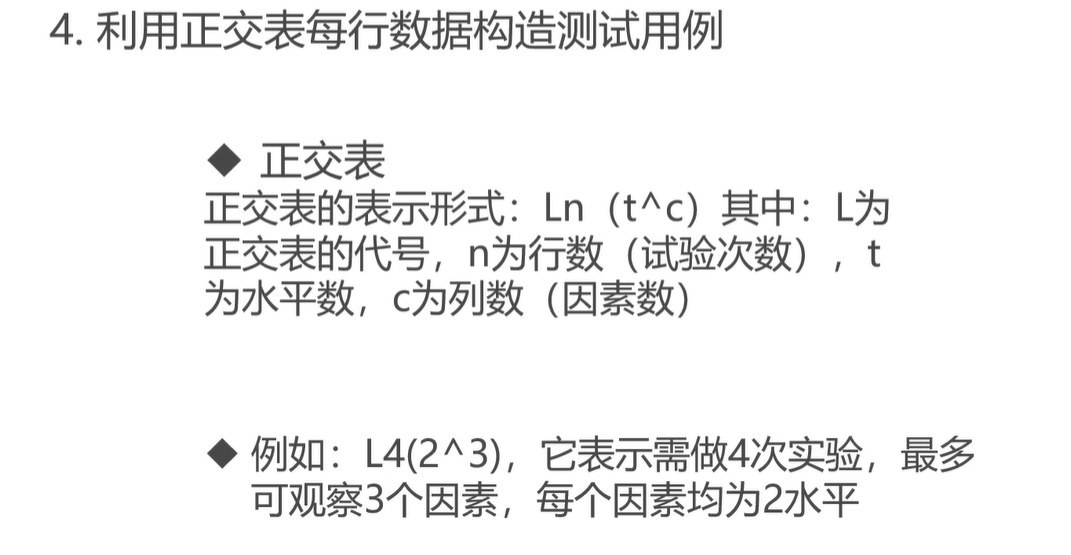 4. 利用正交表每行数据构造测试用例
◆ 正交表
正交表的表示形式：Ln（t^c）其中：L为
正交表的代号，n为行数（试验次数），t
为水平数，c为列数（因素数）
◆ 例如：L4(2^3)，它表示需做4次实验，最多
可观察3个因素，每个因素均为2水平